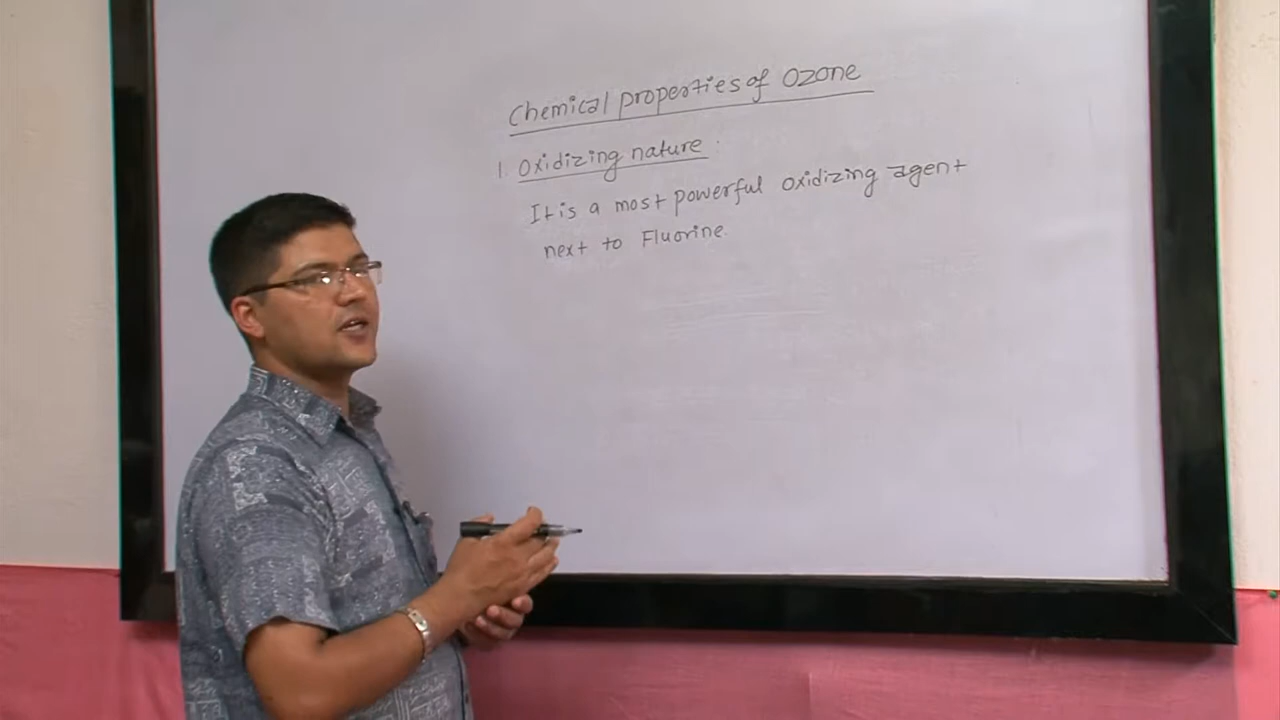 Chemical properties of Ozone
1. Oxidizing nature:
It is a most powerful oxidizing agent
next to Fluorine.